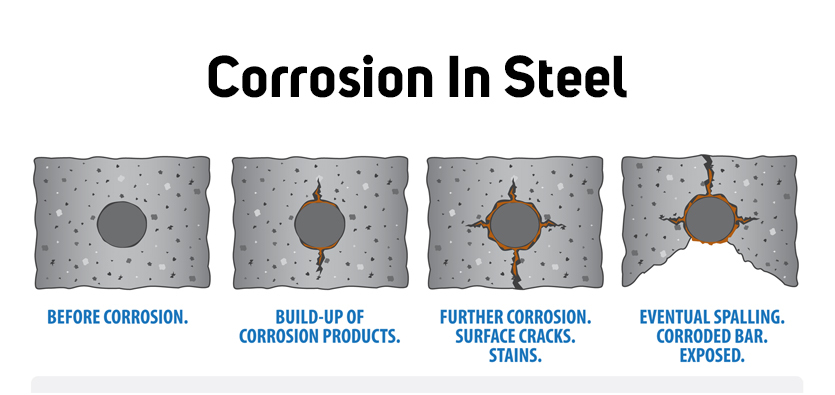 Corrosion In Steel
BEFORE CORROSION.
BUILD-UP OF
CORROSION PRODUCTS.
FURTHER CORROSION.
SURFACE CRACKS.
STAINS.
EVENTUAL SPALLING.
CORRODED BAR.
EXPOSED.